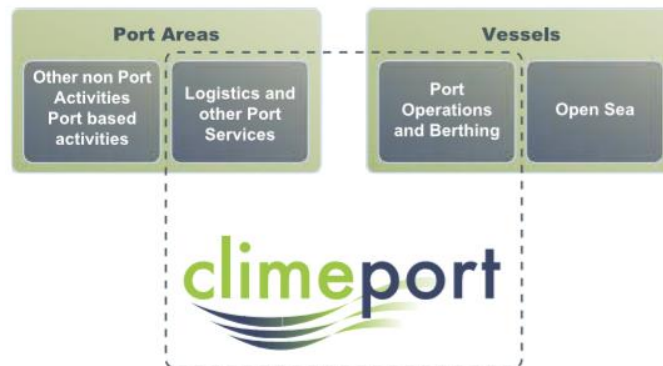 Port Areas
Other non Port
Activities
Port based
activities
Logistics and
other Port
Services
Vessels
Port
Operations
and Berthing
Open Sea
climeport